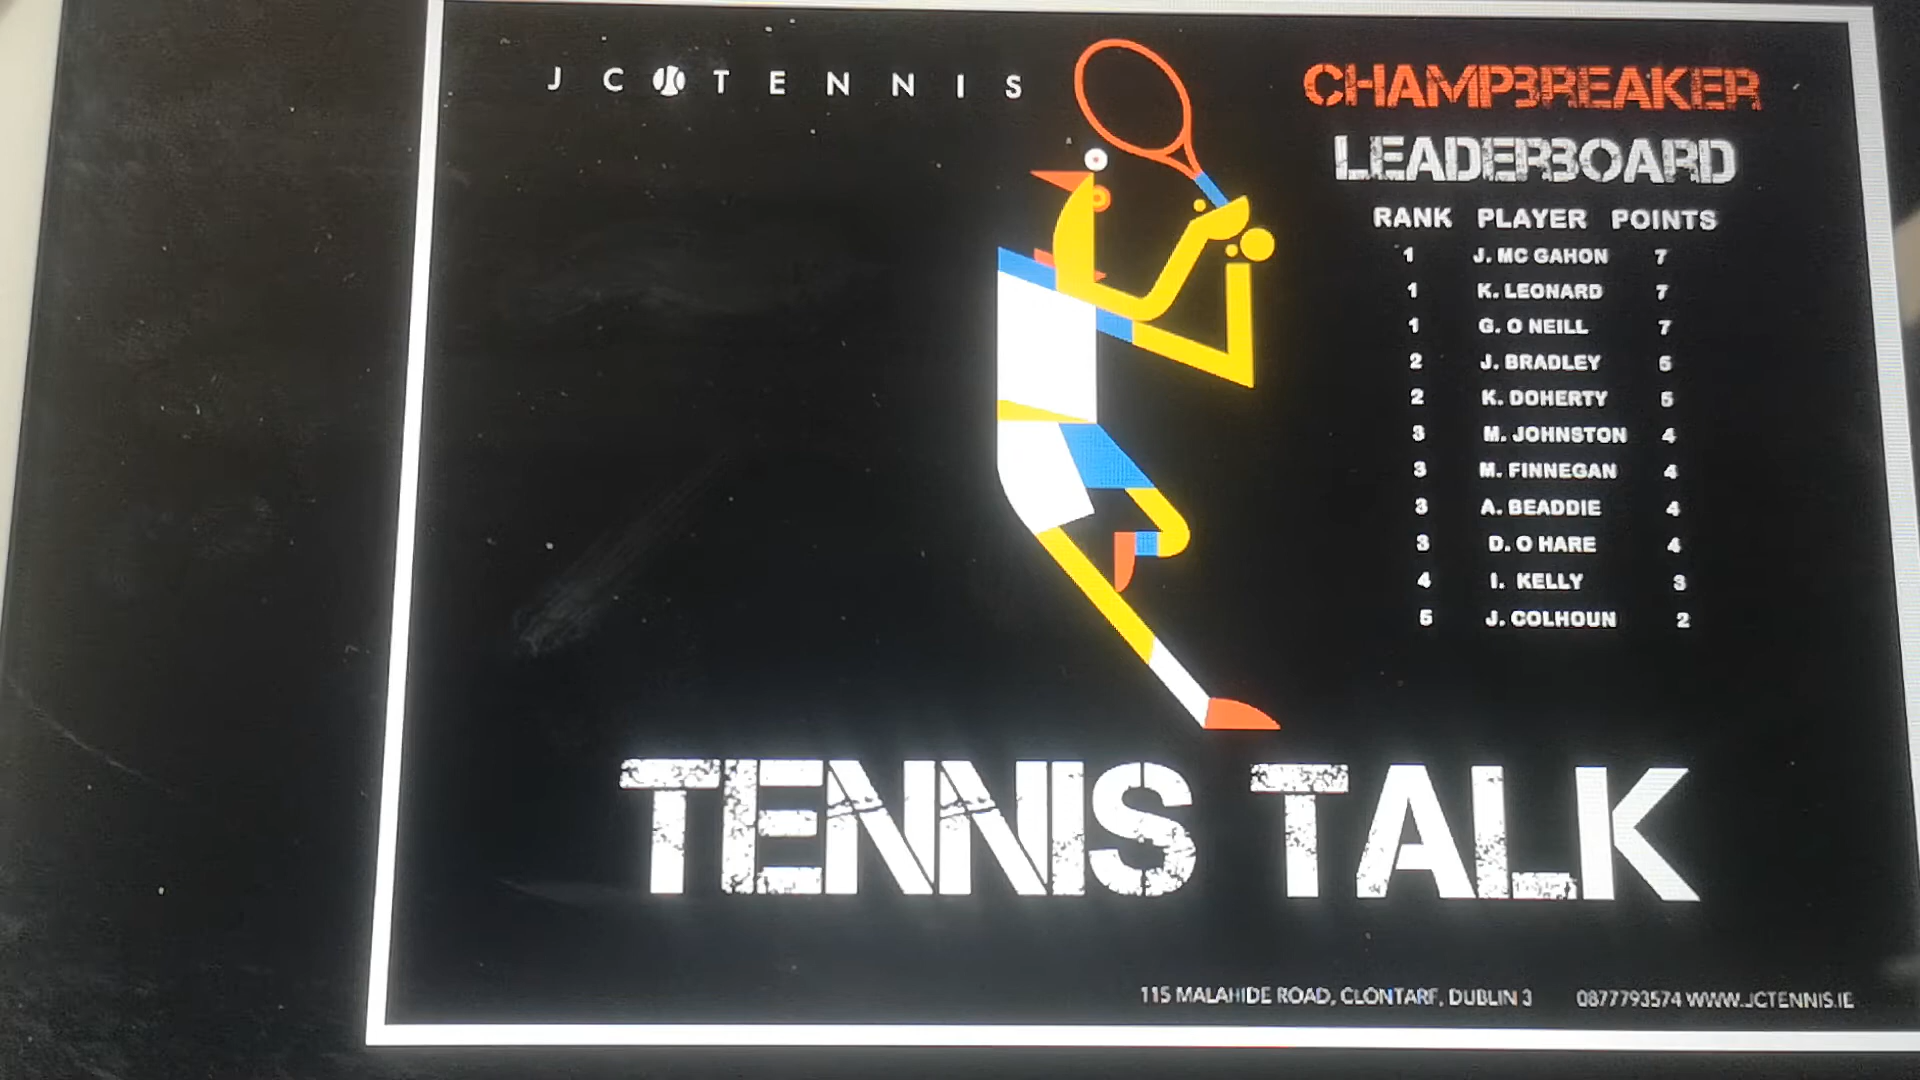 JC TENNIS
CHAMPBREAKER
LEADERBOARD
RANK PLAYER POINTS
1 J. MC GAHON 7
1 K. LEONARD 7
1 G. O NEILL 7
2 J. BRADLEY 5
2 K. DOHERTY 5
3 M. JOHNSTON 4
3 M. FINNEGAN 4
3 A. BEADDIE 4
3 D. O HARE 4
4 I. KELLY 3
5 J. COLHOUN 2
TENNIS TALK
115 MALAHIDE ROAD, CLONTARF, DUBLIN 3 0877793574 WWW.JCTENNIS.IE